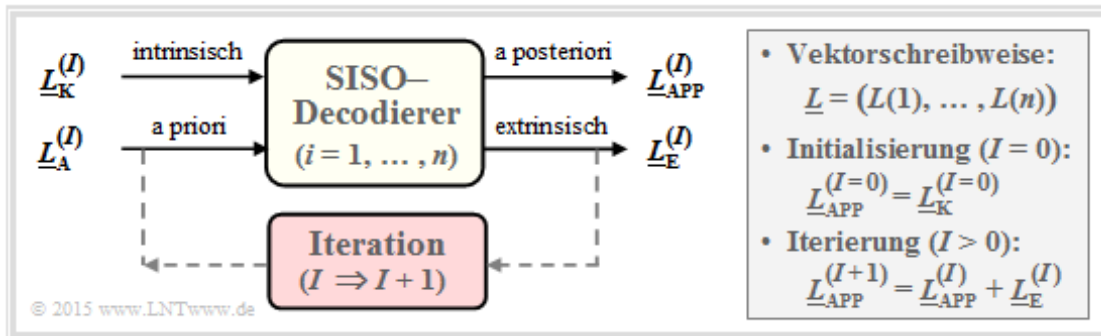 L_K^(I)
intrinsisch
L_A^(I)
a priori
SISO–
Decodierer
(i = 1, … , n)
a posteriori
L_APP^(I)
extrinsisch
L_E^(I)
Iteration
(I ⇒ I + 1)
© 2015 www.LNTwww.de
• Vektorschreibweise:
L = (L(1), … , L(n))
• Initialisierung (I = 0):
L_APP^(I=0) = L_K^(I=0)
• Iterierung (I > 0):
L_APP^(I+1) = L_APP^(I) + L_E^(I)